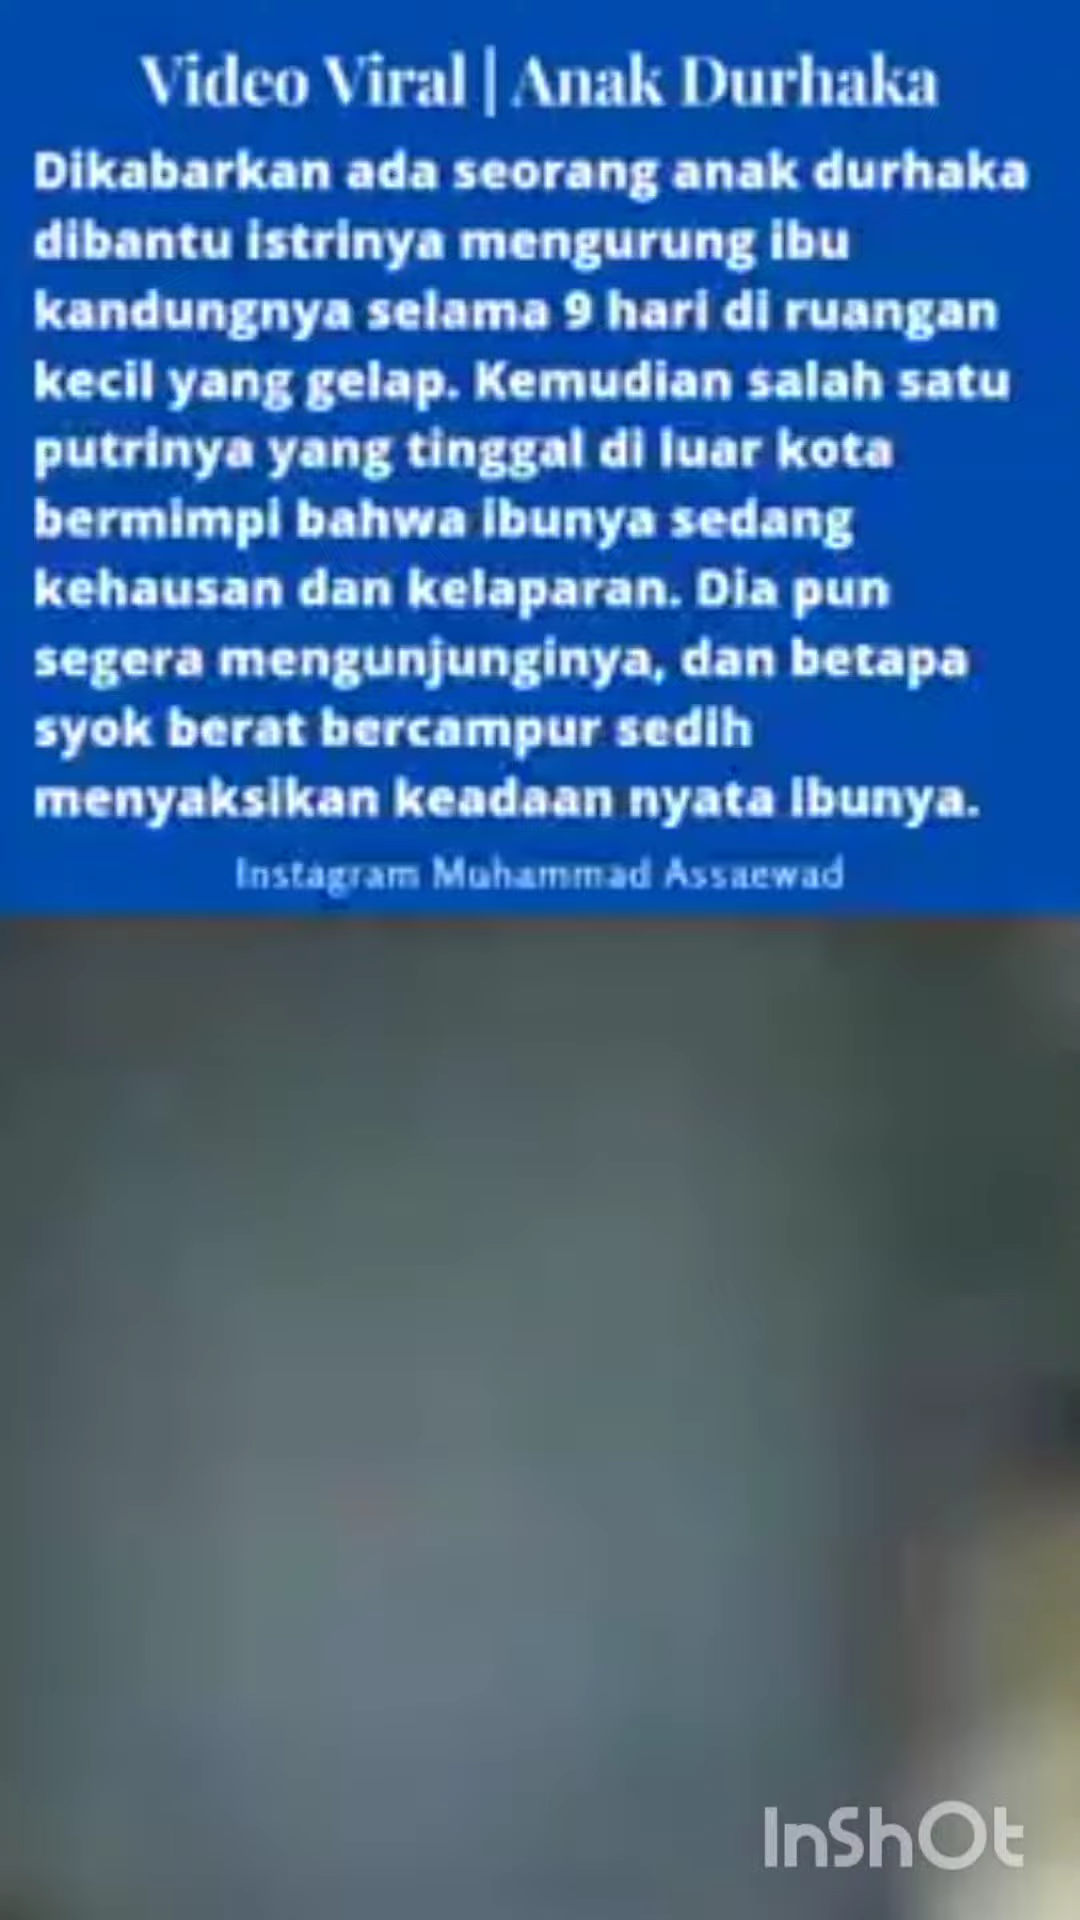 Video Viral | Anak Durhaka
Dikabarkan ada seorang anak durhaka
dibantu istrinya mengurung ibu
kandungnya selama 9 hari di ruangan
kecil yang gelap. Kemudian salah satu
putrinya yang tinggal di luar kota
bermimpi bahwa ibunya sedang
kehausan dan kelaparan. Dia pun
segera mengunjunginya, dan betapa
syok berat bercampur sedih
menyaksikan keadaan nyata Ibunya.
Instagram Muhammad Assaewad
InShOt